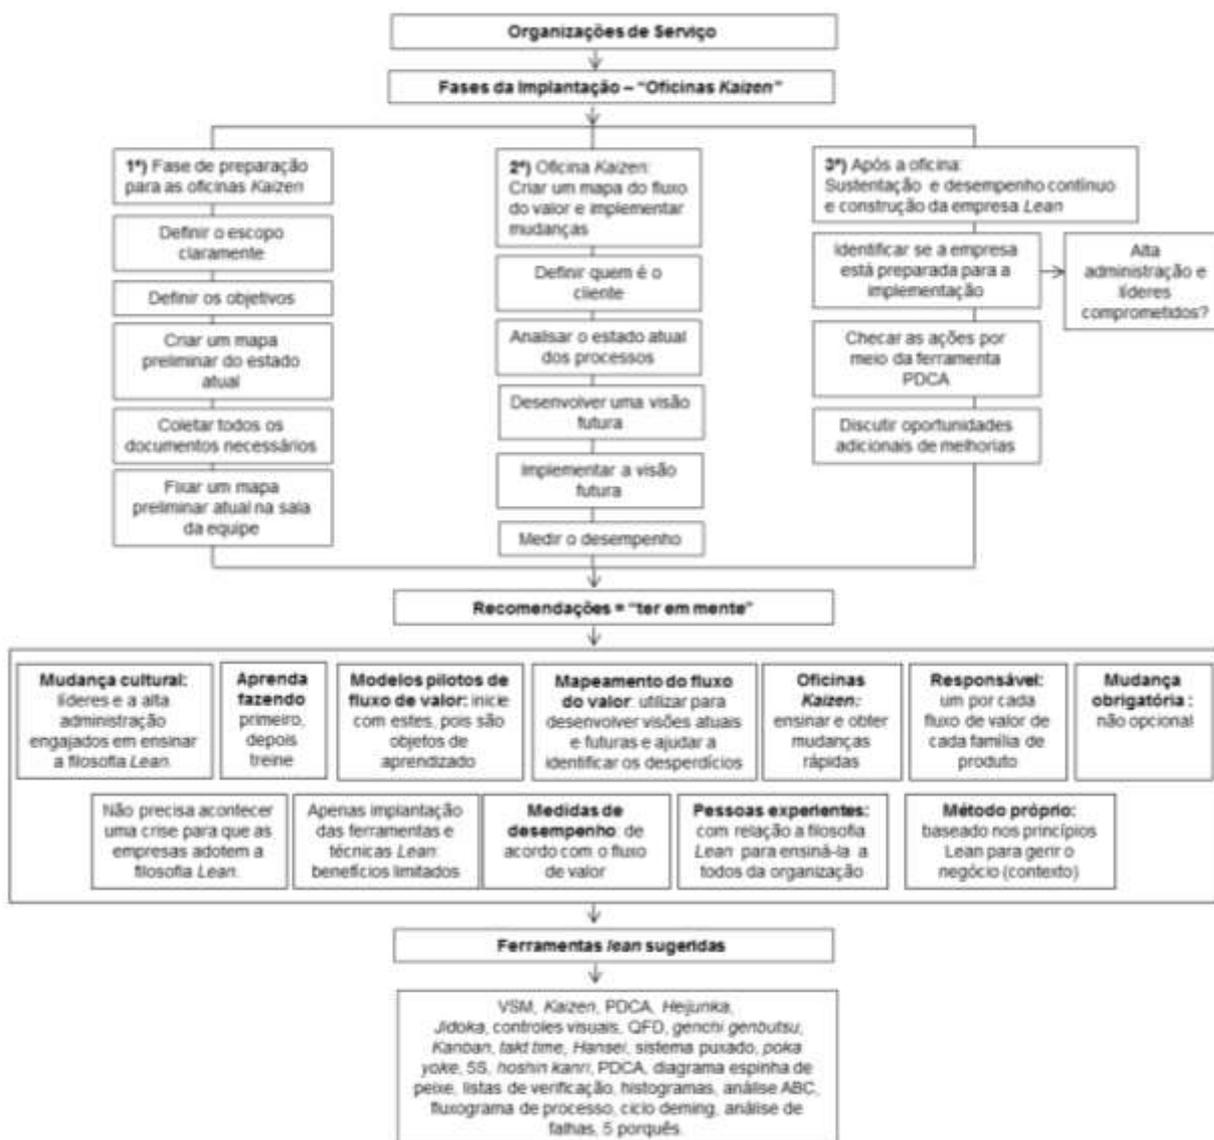 Organizações de Serviço
Fases da Implantação – “Oficinas Kaizen”
1ª) Fase de preparação
para as oficinas Kaizen
Definir o escopo
claramente
Definir os objetivos
Criar um mapa
preliminar do estado
atual
Coletar todos os
documentos necessários
Fixar um mapa
preliminar atual na sala
da equipe
2ª) Oficina Kaizen:
Criar um mapa do fluxo
do valor e implementar
mudanças
Definir quem é o
cliente
Analisar o estado atual
dos processos
Desenvolver uma visão
futura
Implementar a visão
futura
Medir o desempenho
3ª) Após a oficina:
Sustentação e desempenho contínuo
e construção da empresa Lean
Identificar se a empresa
está preparada para a
implementação
Alta
administração e
líderes
comprometidos?
Checar as ações por
meio da ferramenta
PDCA
Discutir oportunidades
adicionais de melhorias
Recomendações = “ter em mente”
Mudança cultural:
líderes e a alta
administração
engajados em ensinar
a filosofia Lean
Aprenda
fazendo
primeiro,
depois
treine
Modelos pilotos de
fluxo de valor: inicie
com estes, pois são
objetos de
aprendizado
Mapeamento do fluxo
do valor: utilizar para
desenvolver visões atuais
e futuras e ajudar a
identificar os desperdícios
Oficinas
Kaizen:
ensinar e obter
mudanças
rápidas
Responsável:
um por cada
fluxo de valor de
cada família de
produto
Mudança
obrigatória :
não opcional
Não precisa acontecer
uma crise para que as
empresas adotem a
filosofia Lean.
Apenas implantação
das ferramentas e
técnicas Lean:
benefícios limitados
Medidas de
desempenho: de
acordo com o fluxo
de valor
Pessoas experientes:
com relação a filosofia
Lean para ensiná-la a
todos da organização
Método próprio:
baseado nos princípios
Lean para gerir o
negócio (contexto)
Ferramentas lean sugeridas
VSM, Kaizen, PDCA, Heijunka,
Jidoka, controles visuais, QFD, genchi genbutsu,
Kanban, takt time, Hansei, sistema puxado, poka
yoke, 5S, hoshin kanri, PDCA, diagrama espinha de
peixe, listas de verificação, histogramas, análise ABC,
fluxograma de processo, ciclo deming, análise de
falhas, 5 porquês.